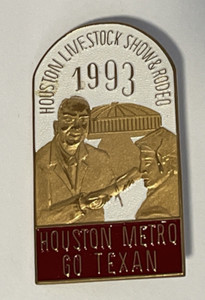 HOUSTON LIVESTOCK SHOW & RODEO
1993
HOUSTON METRO
GO TEXAN